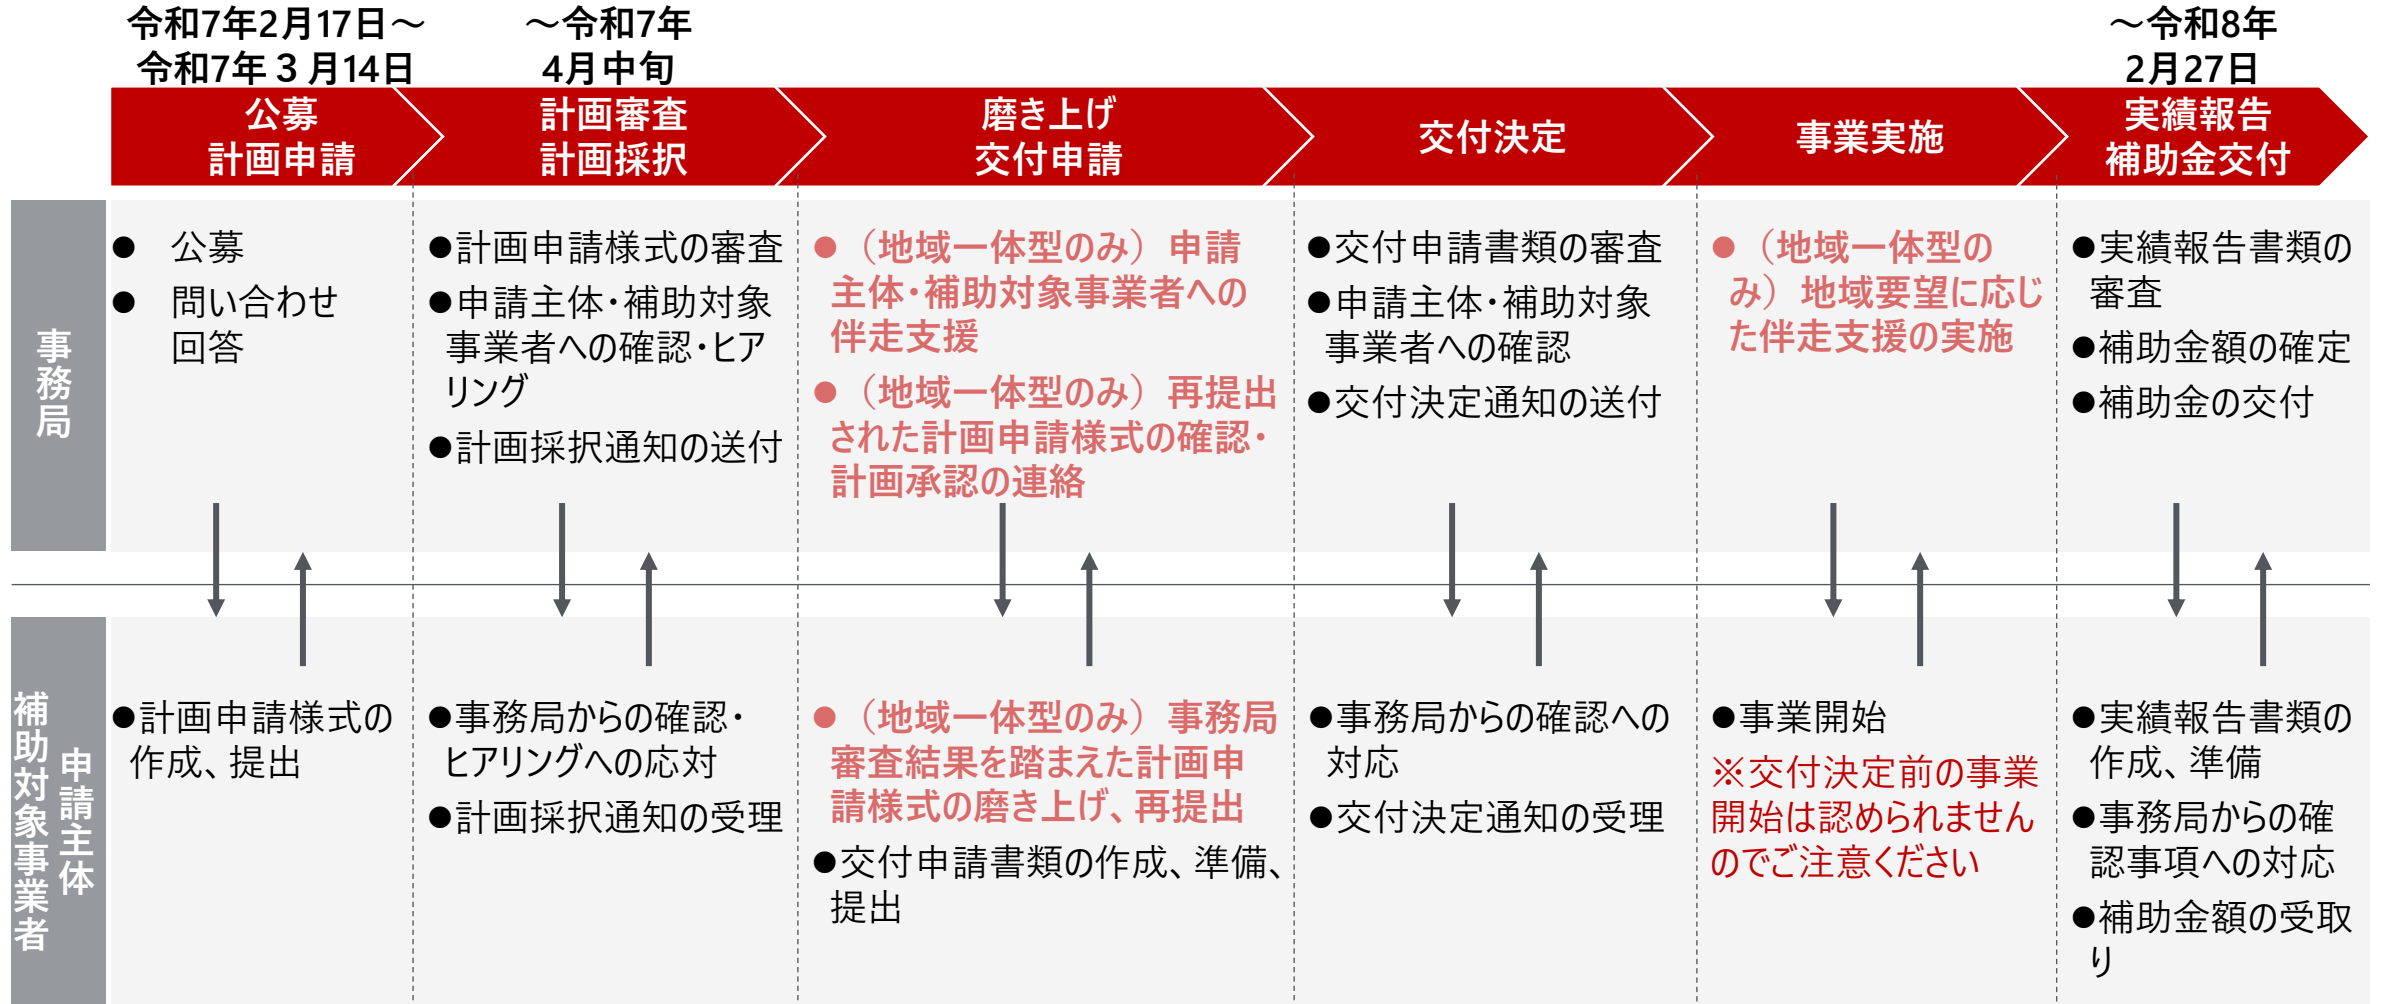 令和7年2月17日～
令和7年３月14日
～令和7年
4月中旬
～令和8年
2月27日
公募
計画申請
計画審査
計画採択
磨き上げ
交付申請
交付決定
事業実施
実績報告
補助金交付
事務局
● 公募
● 問い合わせ
回答
●計画申請様式の審査
●申請主体・補助対象
事業者への確認・ヒア
リング
●計画採択通知の送付
●（地域一体型のみ）申請
主体・補助対象事業者への
伴走支援
●（地域一体型のみ）再提出
された計画申請様式の確認・
計画承認の連絡
●交付申請書類の審査
●申請主体・補助対象
事業者への確認
●交付決定通知の送付
●（地域一体型の
み）地域要望に応じ
た伴走支援の実施
●実績報告書類の
審査
●補助金額の確定
●補助金の交付
申請主体
補助対象事業者
●計画申請様式の
作成、提出
●事務局からの確認・
ヒアリングへの応対
●計画採択通知の受理
●（地域一体型のみ）事務局
審査結果を踏まえた計画申
請様式の磨き上げ、再提出
●交付申請書類の作成、準備、
提出
●事務局からの確認への
対応
●交付決定通知の受理
●事業開始
※交付決定前の事業
開始は認められません
のでご注意ください
●実績報告書類の
作成、準備
●事務局からの確
認事項への対応
●補助金額の受取
り